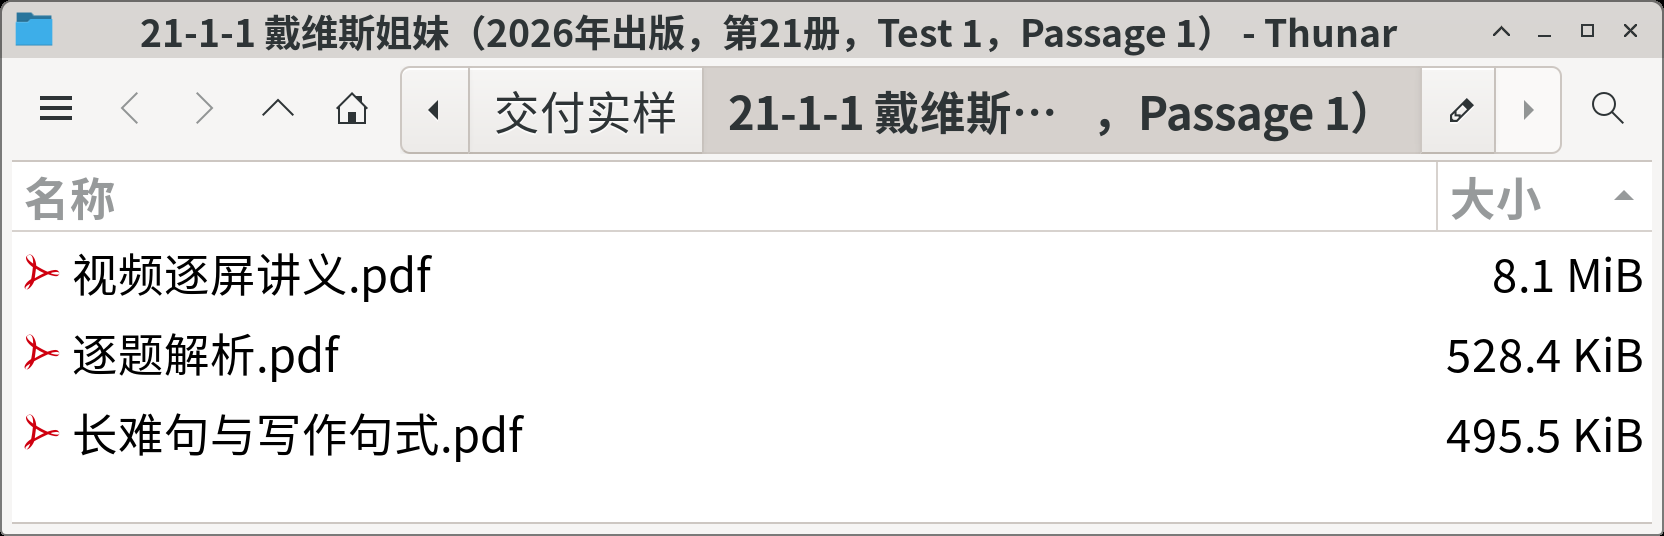 21-1-1 戴维斯姐妹（2026年出版，第21册，Test 1，Passage 1） - Thunar
交付实样 21-1-1 戴维斯… ，Passage 1）
名称 大小
视频逐屏讲义.pdf 8.1 MiB
逐题解析.pdf 528.4 KiB
长难句与写作句式.pdf 495.5 KiB